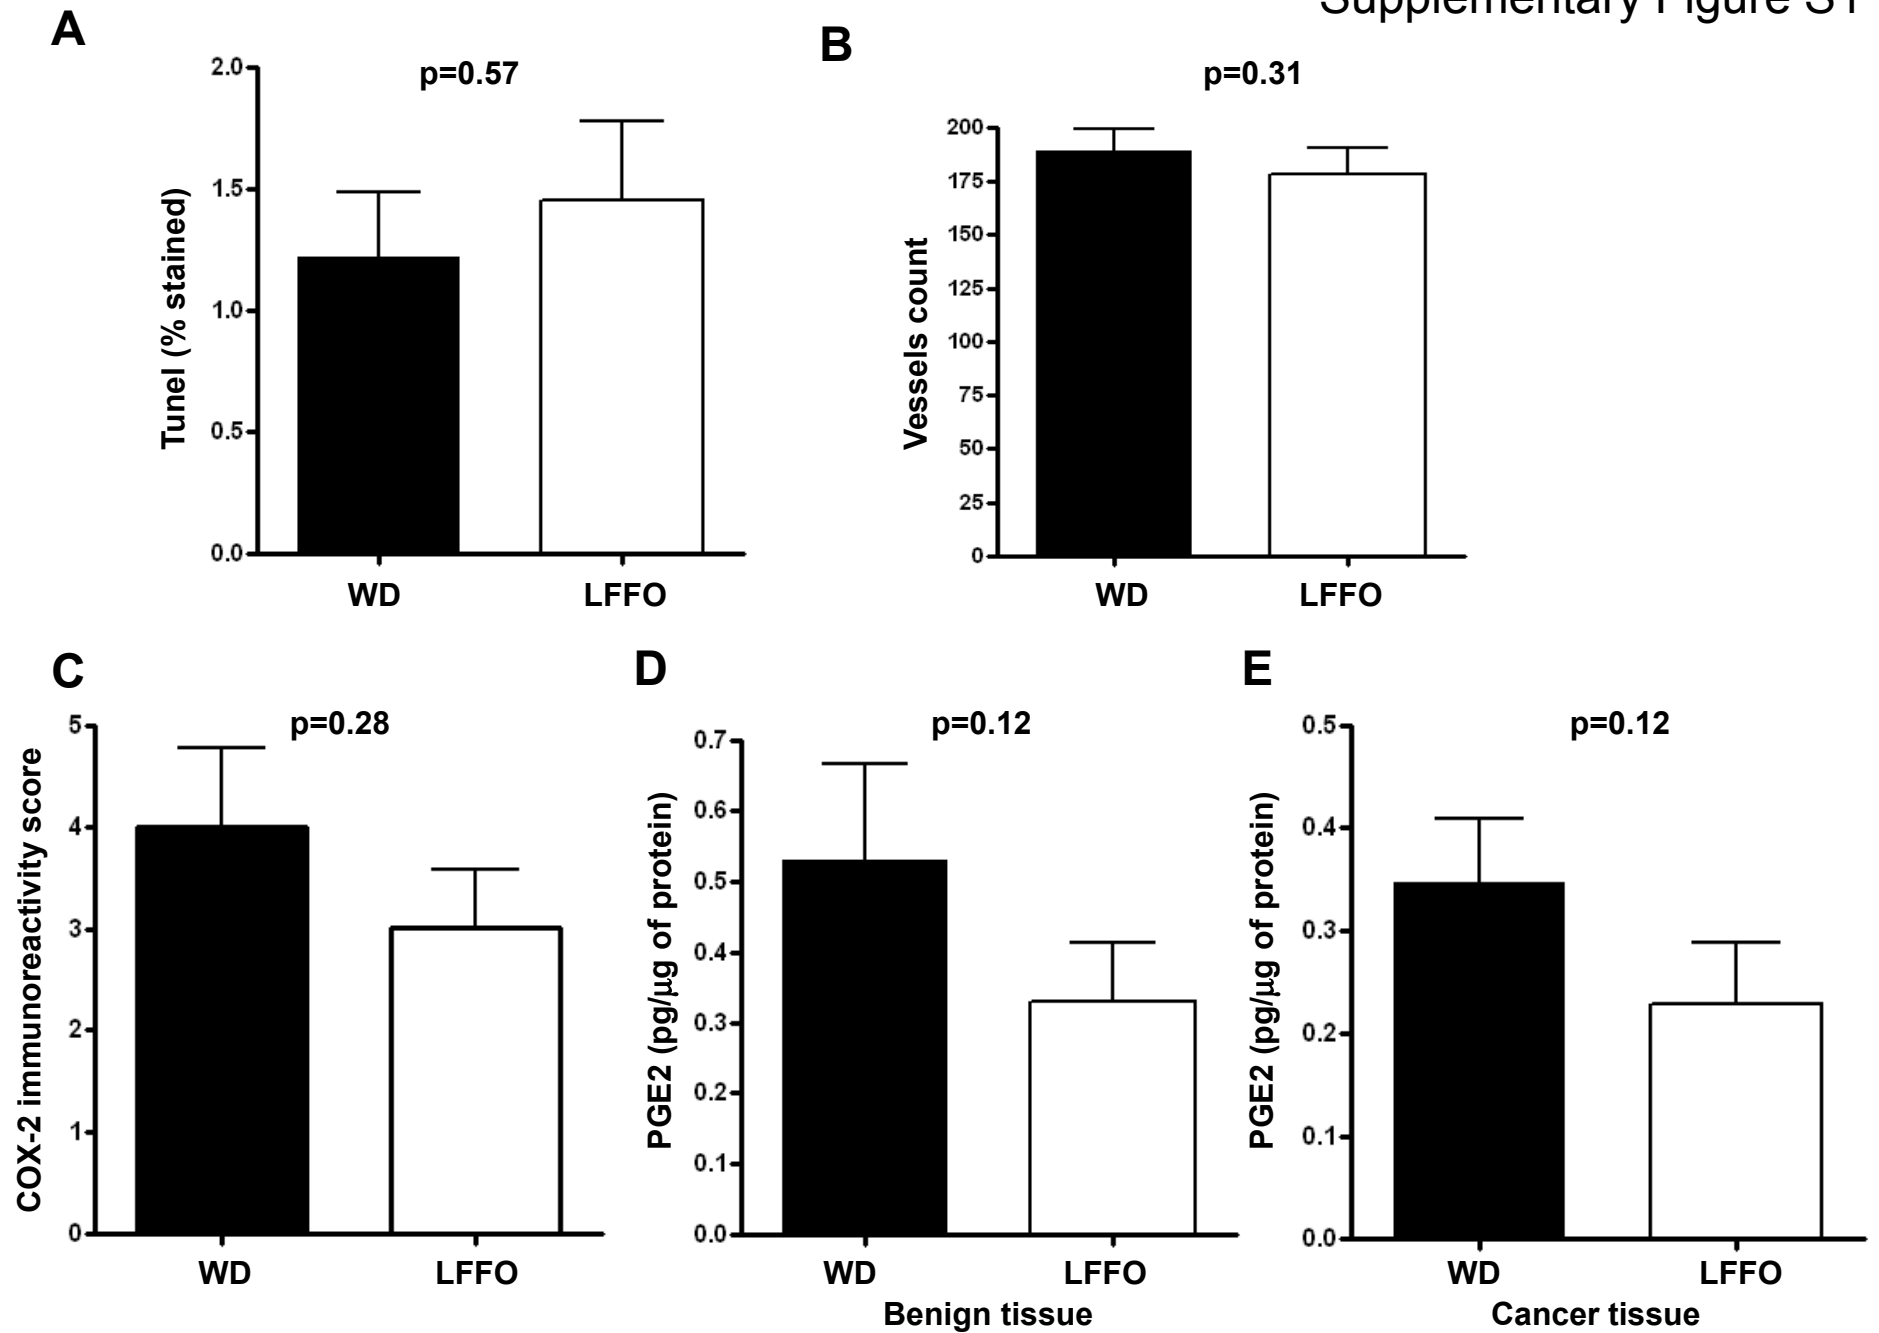 Supplementary Figure S1
A
p=0.57
2.0
1.5
1.0
0.5
0.0
Tunel (% stained)
WD LFFO
B
p=0.31
200
175
150
125
100
75
50
25
0
Vessels count
WD LFFO
C
p=0.28
5
4
3
2
1
0
COX-2 immunoreactivity score
WD LFFO
D
p=0.12
0.7
0.6
0.5
0.4
0.3
0.2
0.1
0.0
PGE2 (pg/μg of protein)
WD LFFO
Benign tissue
E
p=0.12
0.5
0.4
0.3
0.2
0.1
0.0
PGE2 (pg/μg of protein)
WD LFFO
Cancer tissue